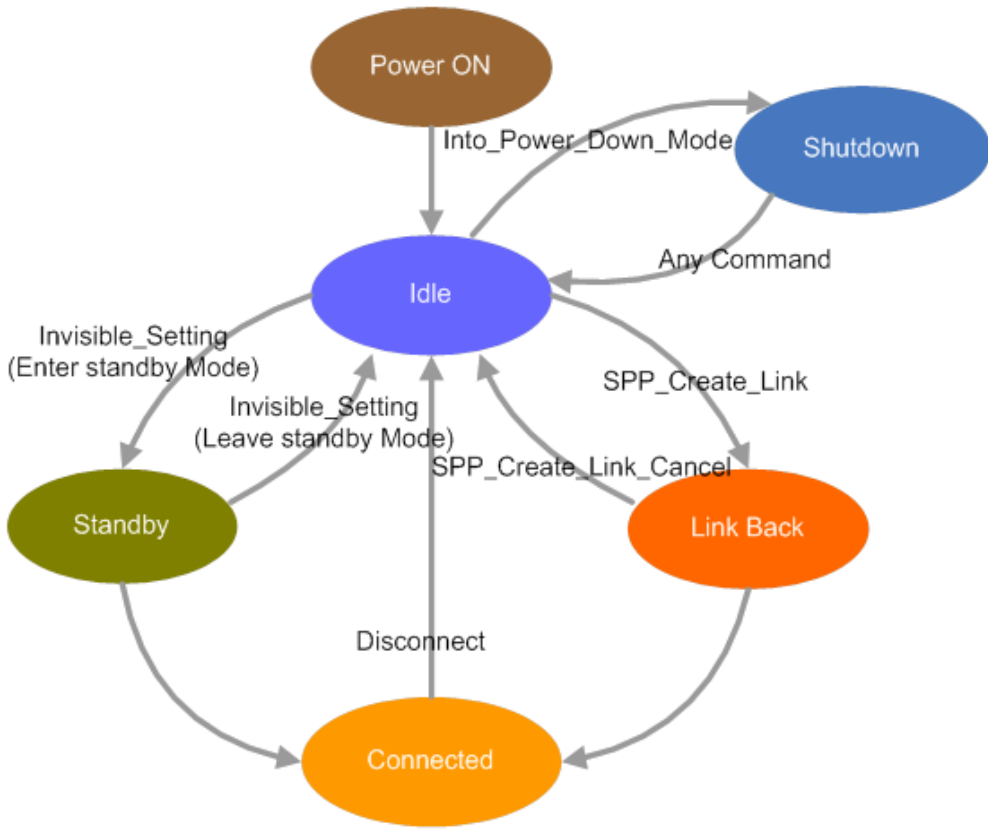 Power ON
Into_Power_Down_Mode
Shutdown
Any Command
Idle
Invisible_Setting
(Enter standby Mode)
SPP_Create_Link
Invisible_Setting
(Leave standby Mode)
SPP_Create_Link_Cancel
Standby
Link Back
Disconnect
Connected